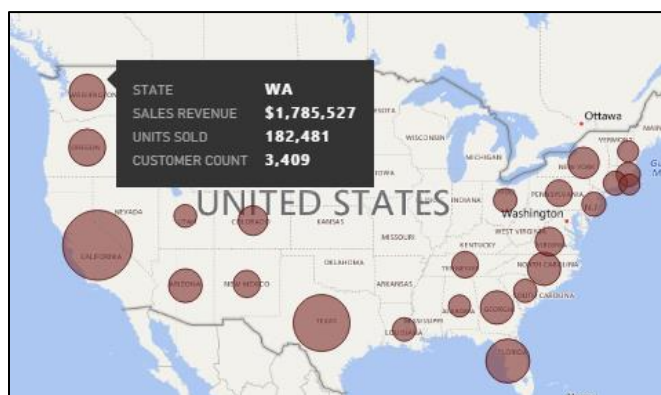 STATE WA
SALES REVENUE $1,785,527
UNITS SOLD 182,481
CUSTOMER COUNT 3,409
WASHINGTON
OREGON
WISCONSIN
MICHIGAN
Ottawa
VERMONT
NEW YORK
NEVADA
UTAH
COLORADO
UNITED STATES
KANSAS
MISSOURI
INDIANA
PENNSYLVANIA
Washington
WEST VIRGINIA
KENTUCKY
VIRGINIA
CALIFORNIA
ARIZONA
NEW MEXICO
OKLAHOMA
ARKANSAS
TENNESSEE
NORTH CAROLINA
SOUTH CAROLINA
TEXAS
LOUISIANA
MISSISSIPPI
ALABAMA
GEORGIA
FLORIDA